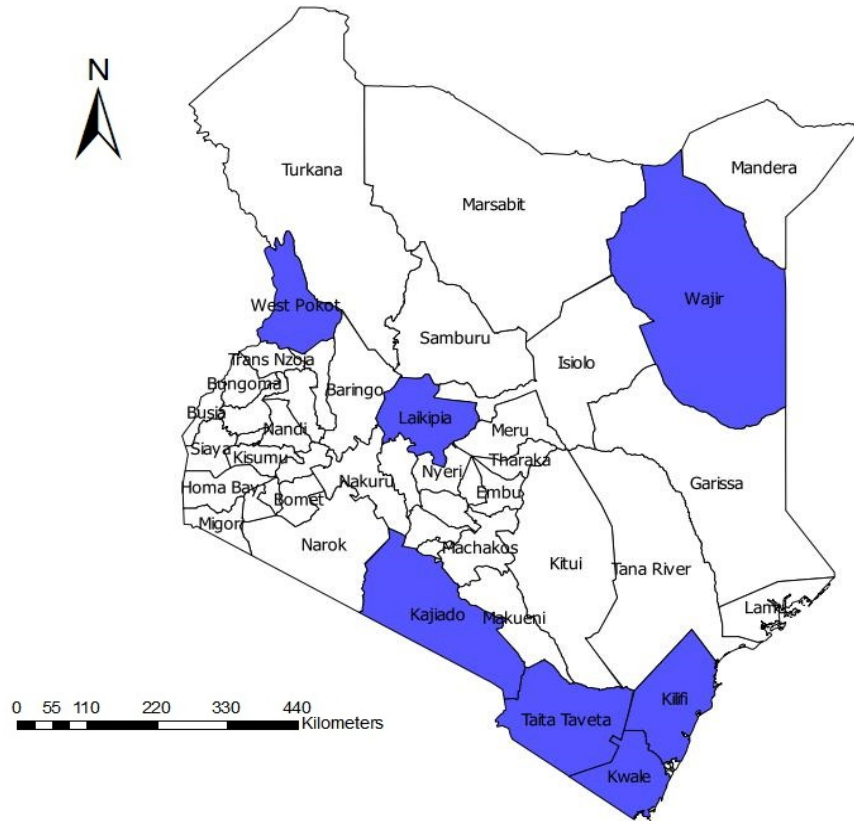 N
Turkana
Mandera
Marsabit
Wajir
West Pokot
Samburu
Trans Nzoia
Isiolo
Bungoma
Baringo
Busia
Laikipia
Nandi
Meru
Siaya
Kisumu
Tharaka
Nyeri
Homa Bay
Nakuru
Embu
Garissa
Bomet
Migori
Machakos
Narok
Kitui
Tana River
Kajiado
Makueni
Lamu
Kilifi
Taita Taveta
Kwale
0 55 110 220 330 440
Kilometers